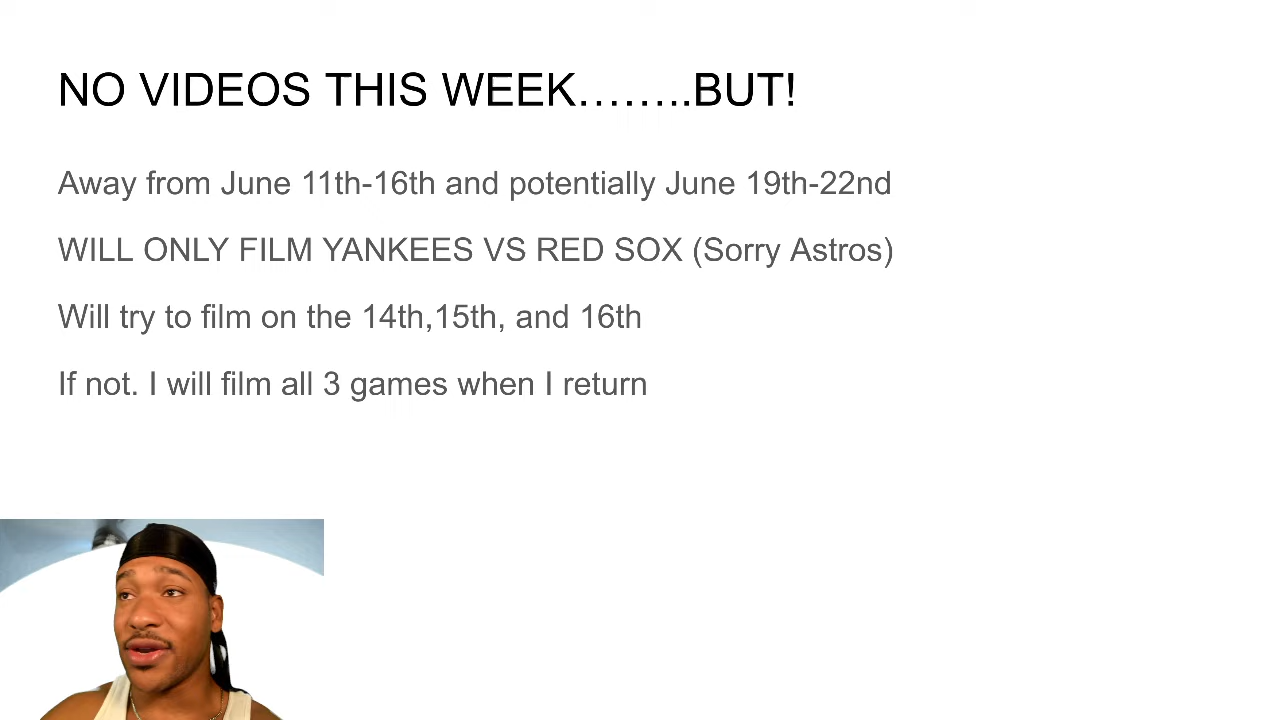 NO VIDEOS THIS WEEK……..BUT!
Away from June 11th-16th and potentially June 19th-22nd
WILL ONLY FILM YANKEES VS RED SOX (Sorry Astros)
Will try to film on the 14th,15th, and 16th
If not. I will film all 3 games when I return